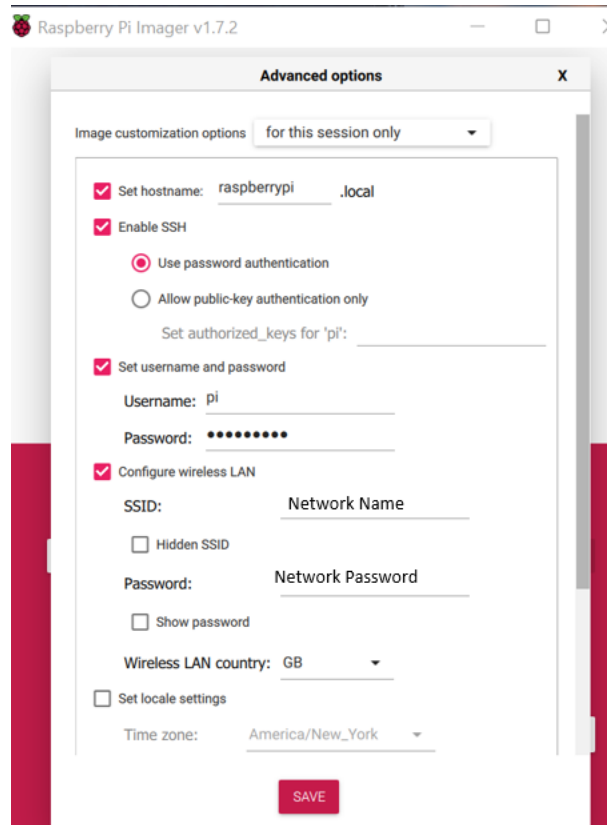 Raspberry Pi Imager v1.7.2
Advanced options X
Image customization options for this session only
Set hostname: raspberrypi .local
Enable SSH
Use password authentication
Allow public-key authentication only
Set authorized_keys for 'pi':
Set username and password
Username: pi
Password: •••••••••
Configure wireless LAN
SSID: Network Name
Hidden SSID
Password: Network Password
Show password
Wireless LAN country: GB
Set locale settings
Time zone: America/New_York
SAVE